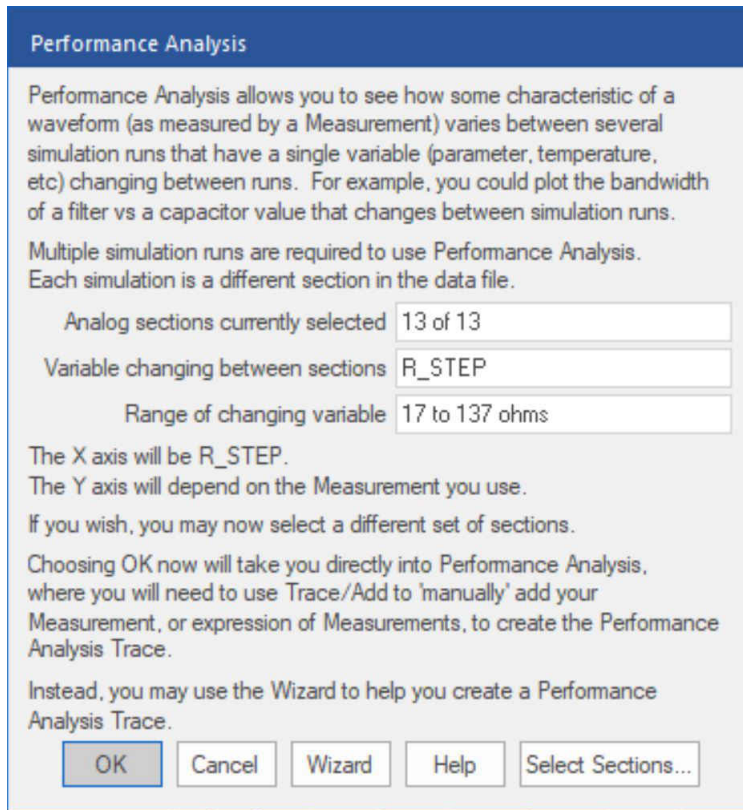 Performance Analysis
Performance Analysis allows you to see how some characteristic of a
waveform (as measured by a Measurement) varies between several
simulation runs that have a single variable (parameter, temperature,
etc) changing between runs.  For example, you could plot the bandwidth
of a filter vs a capacitor value that changes between simulation runs.
Multiple simulation runs are required to use Performance Analysis.
Each simulation is a different section in the data file.
Analog sections currently selected 13 of 13
Variable changing between sections R_STEP
Range of changing variable 17 to 137 ohms
The X axis will be R_STEP.
The Y axis will depend on the Measurement you use.
If you wish, you may now select a different set of sections.
Choosing OK now will take you directly into Performance Analysis,
where you will need to use Trace/Add to 'manually' add your
Measurement, or expression of Measurements, to create the Performance
Analysis Trace.
Instead, you may use the Wizard to help you create a Performance
Analysis Trace.
OK Cancel Wizard Help Select Sections...